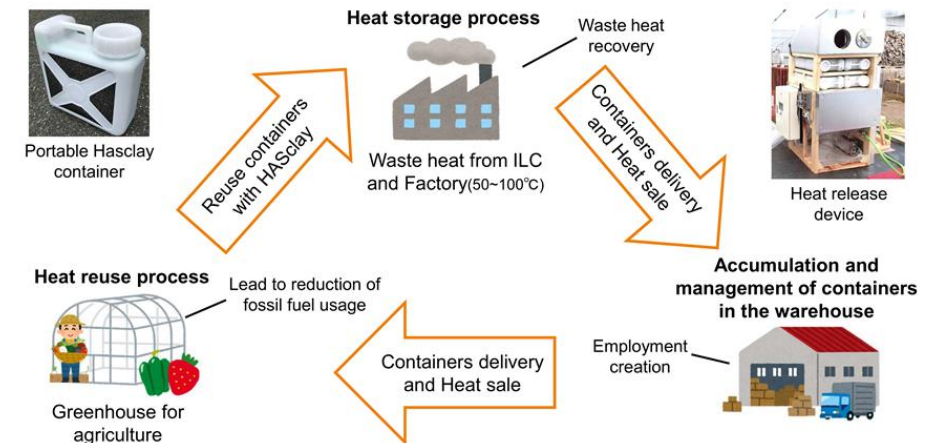 Heat storage process
Waste heat
recovery
Portable Hasclay
container
Reuse containers
with HASclay
Waste heat from ILC
and Factory(50~100℃)
Containers delivery
and Heat sale
Heat release
device
Accumulation and
management of containers
in the warehouse
Employment
creation
Containers delivery
and Heat sale
Heat reuse process
Lead to reduction of
fossil fuel usage
Greenhouse for
agriculture